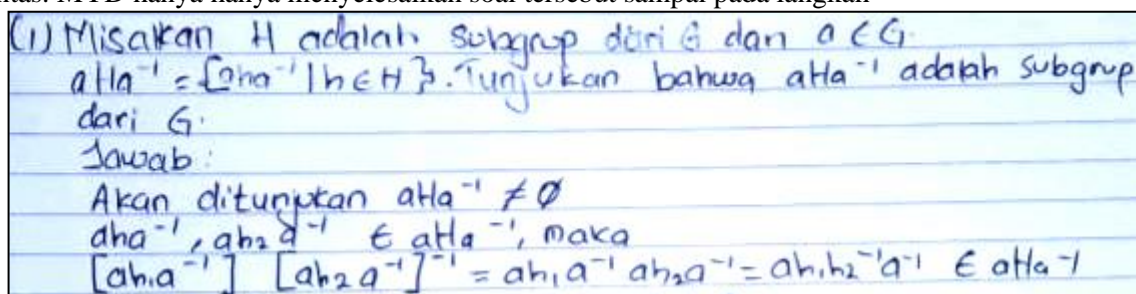 (1) Misalkan H adalah subgrup dari G dan a ∈ G.
aHa⁻¹ = {aha⁻¹ | h ∈ H}. Tunjukan bahwa aHa⁻¹ adalah subgrup
dari G.
Jawab :
Akan ditunjukan aHa⁻¹ ≠ ∅
aha⁻¹, ah₂a⁻¹ ∈ aHa⁻¹, maka
[ah₁a⁻¹] [ah₂a⁻¹]⁻¹ = ah₁a⁻¹ ah₂a⁻¹ = ah₁h₂⁻¹a⁻¹ ∈ aHa⁻¹